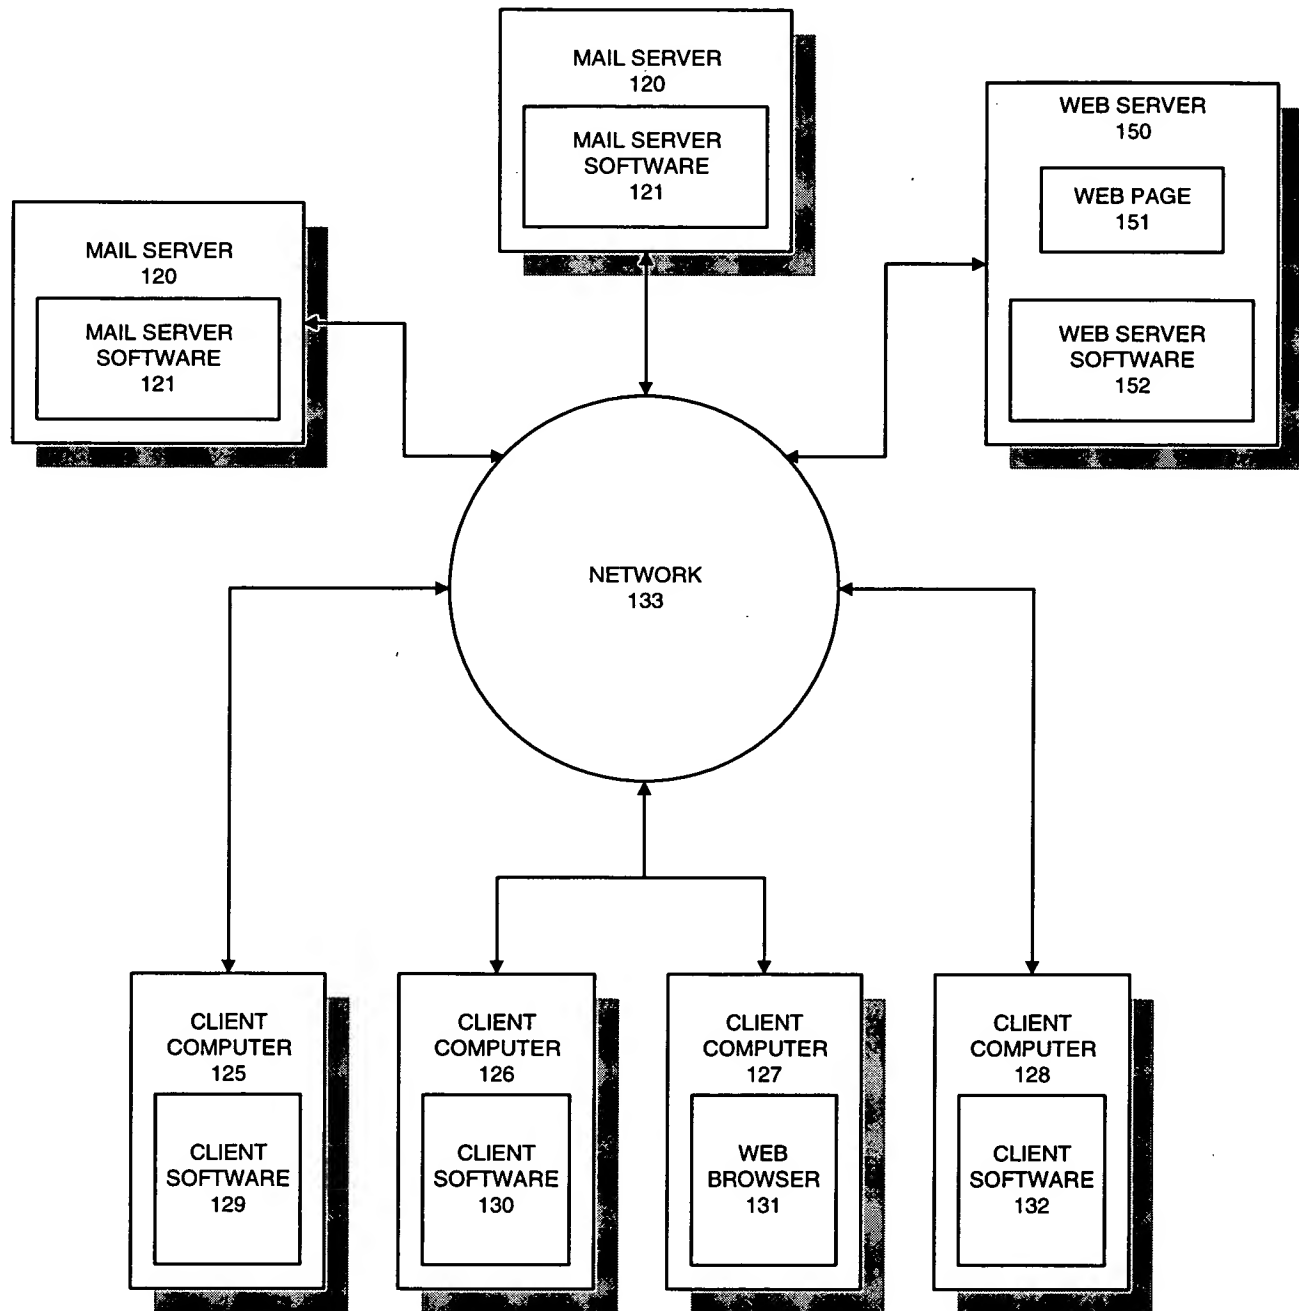 MAIL SERVER
120
MAIL SERVER
SOFTWARE
121
WEB SERVER
150
WEB PAGE
151
WEB SERVER
SOFTWARE
152
MAIL SERVER
120
MAIL SERVER
SOFTWARE
121
NETWORK
133
CLIENT
COMPUTER
125
CLIENT
SOFTWARE
129
CLIENT
COMPUTER
126
CLIENT
SOFTWARE
130
CLIENT
COMPUTER
127
WEB
BROWSER
131
CLIENT
COMPUTER
128
CLIENT
SOFTWARE
132